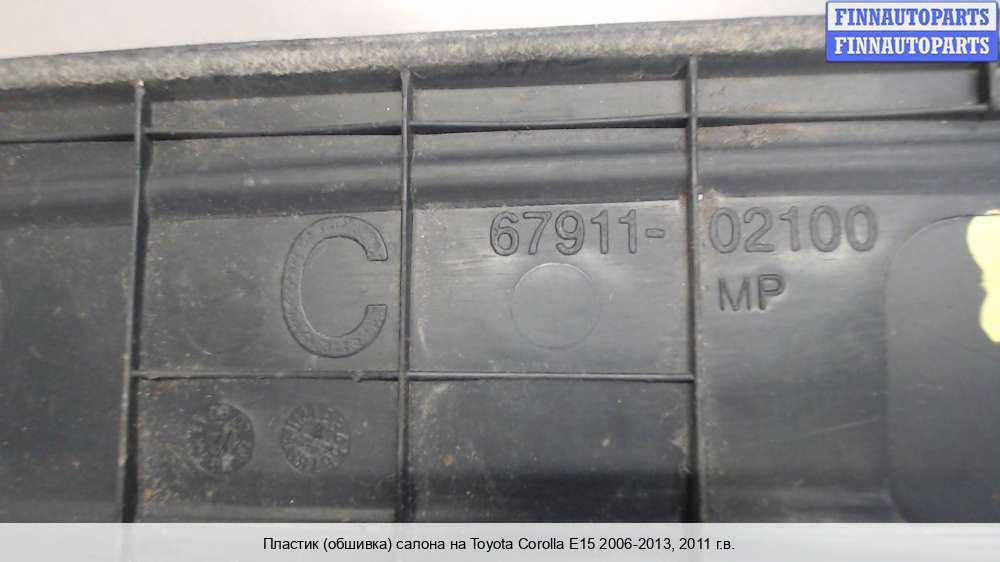 FINNAUTOPARTS
FINNAUTOPARTS
C 67911- 02100
MP
Пластик (обшивка) салона на Toyota Corolla E15 2006-2013, 2011 г.в.